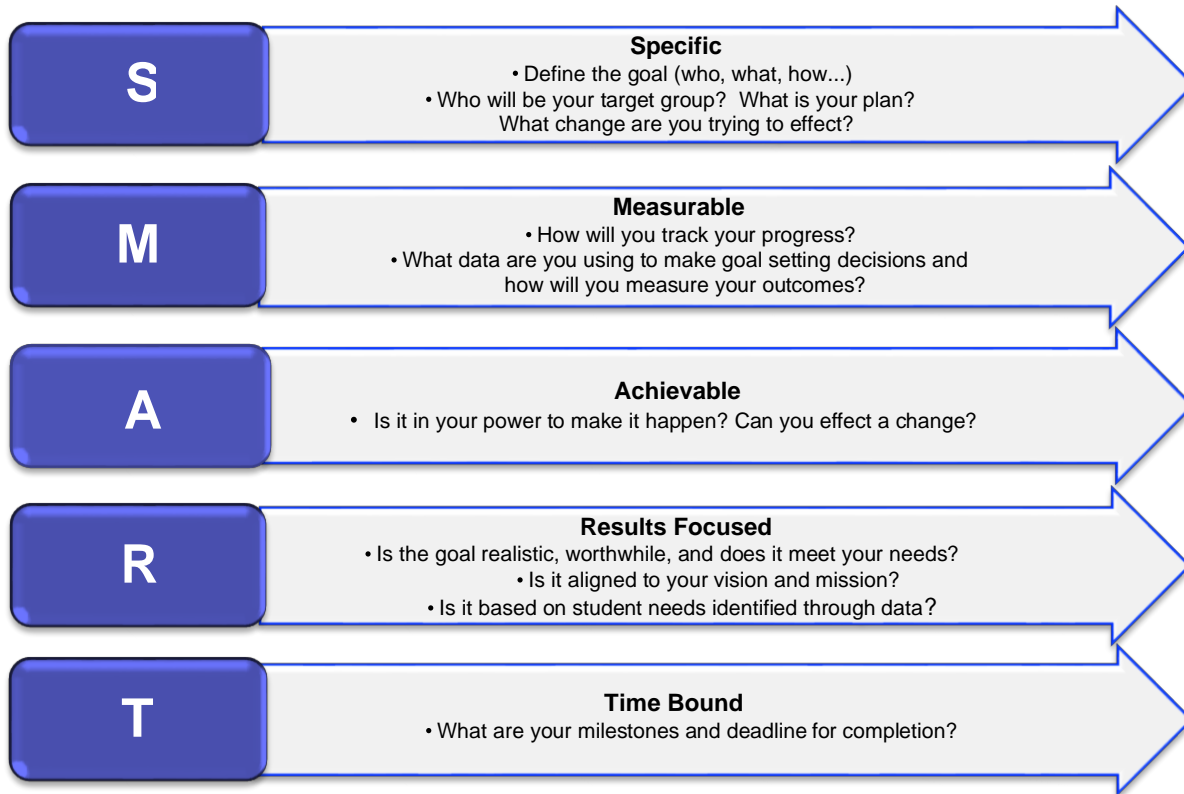 S
Specific
• Define the goal (who, what, how...)
• Who will be your target group?  What is your plan?
What change are you trying to effect?
M
Measurable
• How will you track your progress?
• What data are you using to make goal setting decisions and
how will you measure your outcomes?
A
Achievable
• Is it in your power to make it happen? Can you effect a change?
R
Results Focused
• Is the goal realistic, worthwhile, and does it meet your needs?
• Is it aligned to your vision and mission?
• Is it based on student needs identified through data?
T
Time Bound
• What are your milestones and deadline for completion?